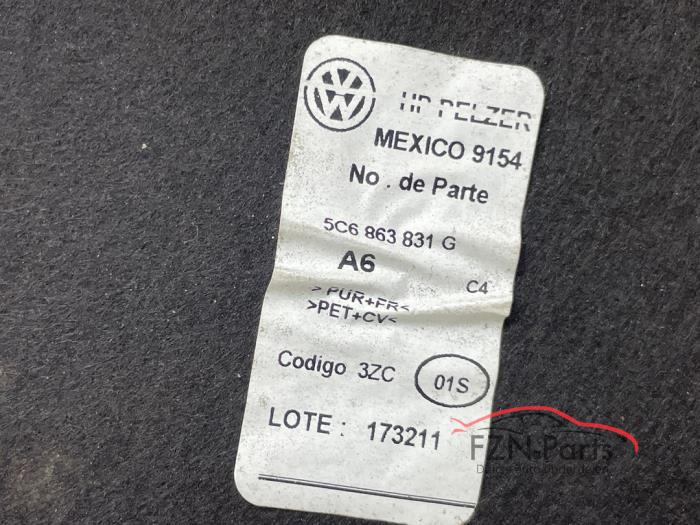 HP PELZER
MEXICO 9154
No . de Parte
5C6 863 831 G
A6
C4
>PUR+FR<
>PET+CV<
Codigo 3ZC 01S
LOTE : 173211
FZN-Parts